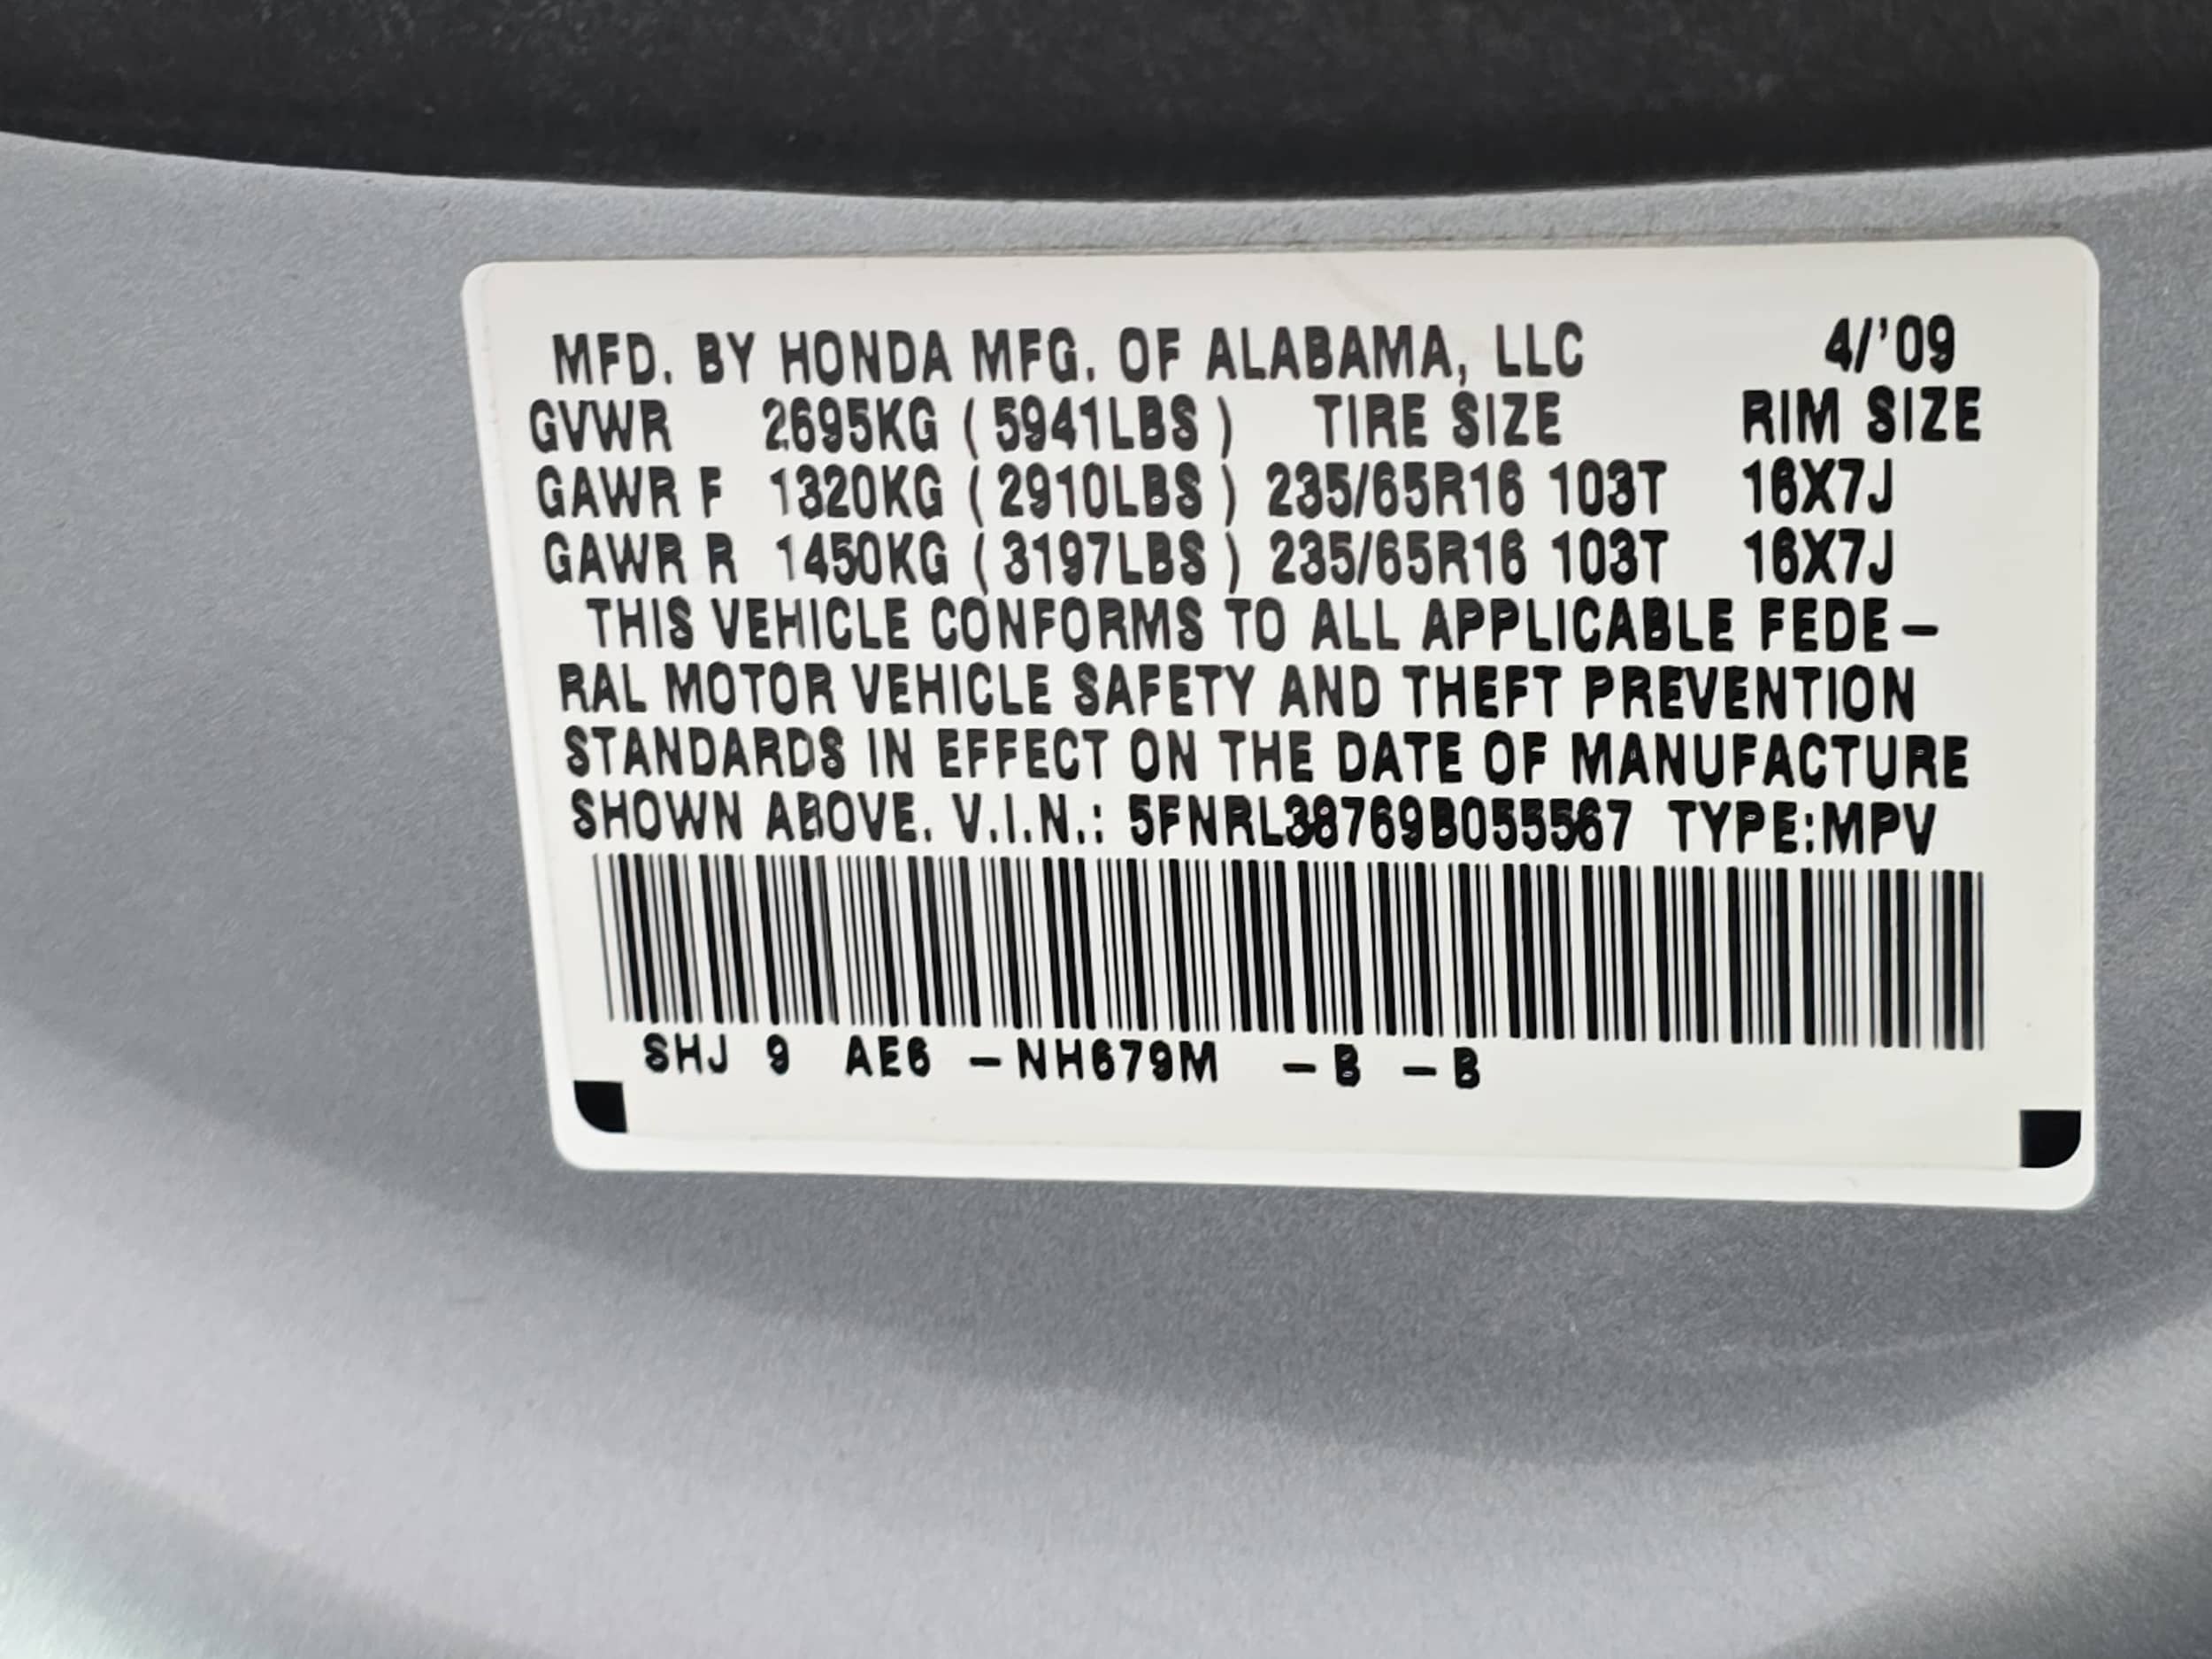 MFD. BY HONDA MFG. OF ALABAMA, LLC 4/'09
GVWR 2695KG (5941LBS) TIRE SIZE RIM SIZE
GAWR F 1320KG (2910LBS) 235/65R16 103T 16X7J
GAWR R 1450KG (3197LBS) 235/65R16 103T 16X7J
THIS VEHICLE CONFORMS TO ALL APPLICABLE FEDE-
RAL MOTOR VEHICLE SAFETY AND THEFT PREVENTION
STANDARDS IN EFFECT ON THE DATE OF MANUFACTURE
SHOWN ABOVE. V.I.N.: 5FNRL38769B055567 TYPE:MPV
SHJ 9 AE6 -NH679M -B -B